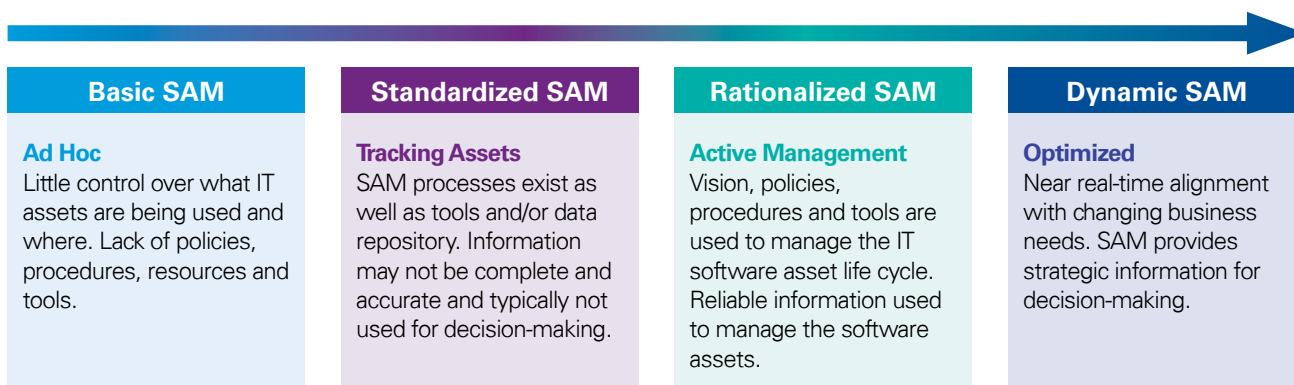 Basic SAM
Ad Hoc
Little control over what IT
assets are being used and
where. Lack of policies,
procedures, resources and
tools.
Standardized SAM
Tracking Assets
SAM processes exist as
well as tools and/or data
repository. Information
may not be complete and
accurate and typically not
used for decision-making.
Rationalized SAM
Active Management
Vision, policies,
procedures and tools are
used to manage the IT
software asset life cycle.
Reliable information used
to manage the software
assets.
Dynamic SAM
Optimized
Near real-time alignment
with changing business
needs. SAM provides
strategic information for
decision-making.